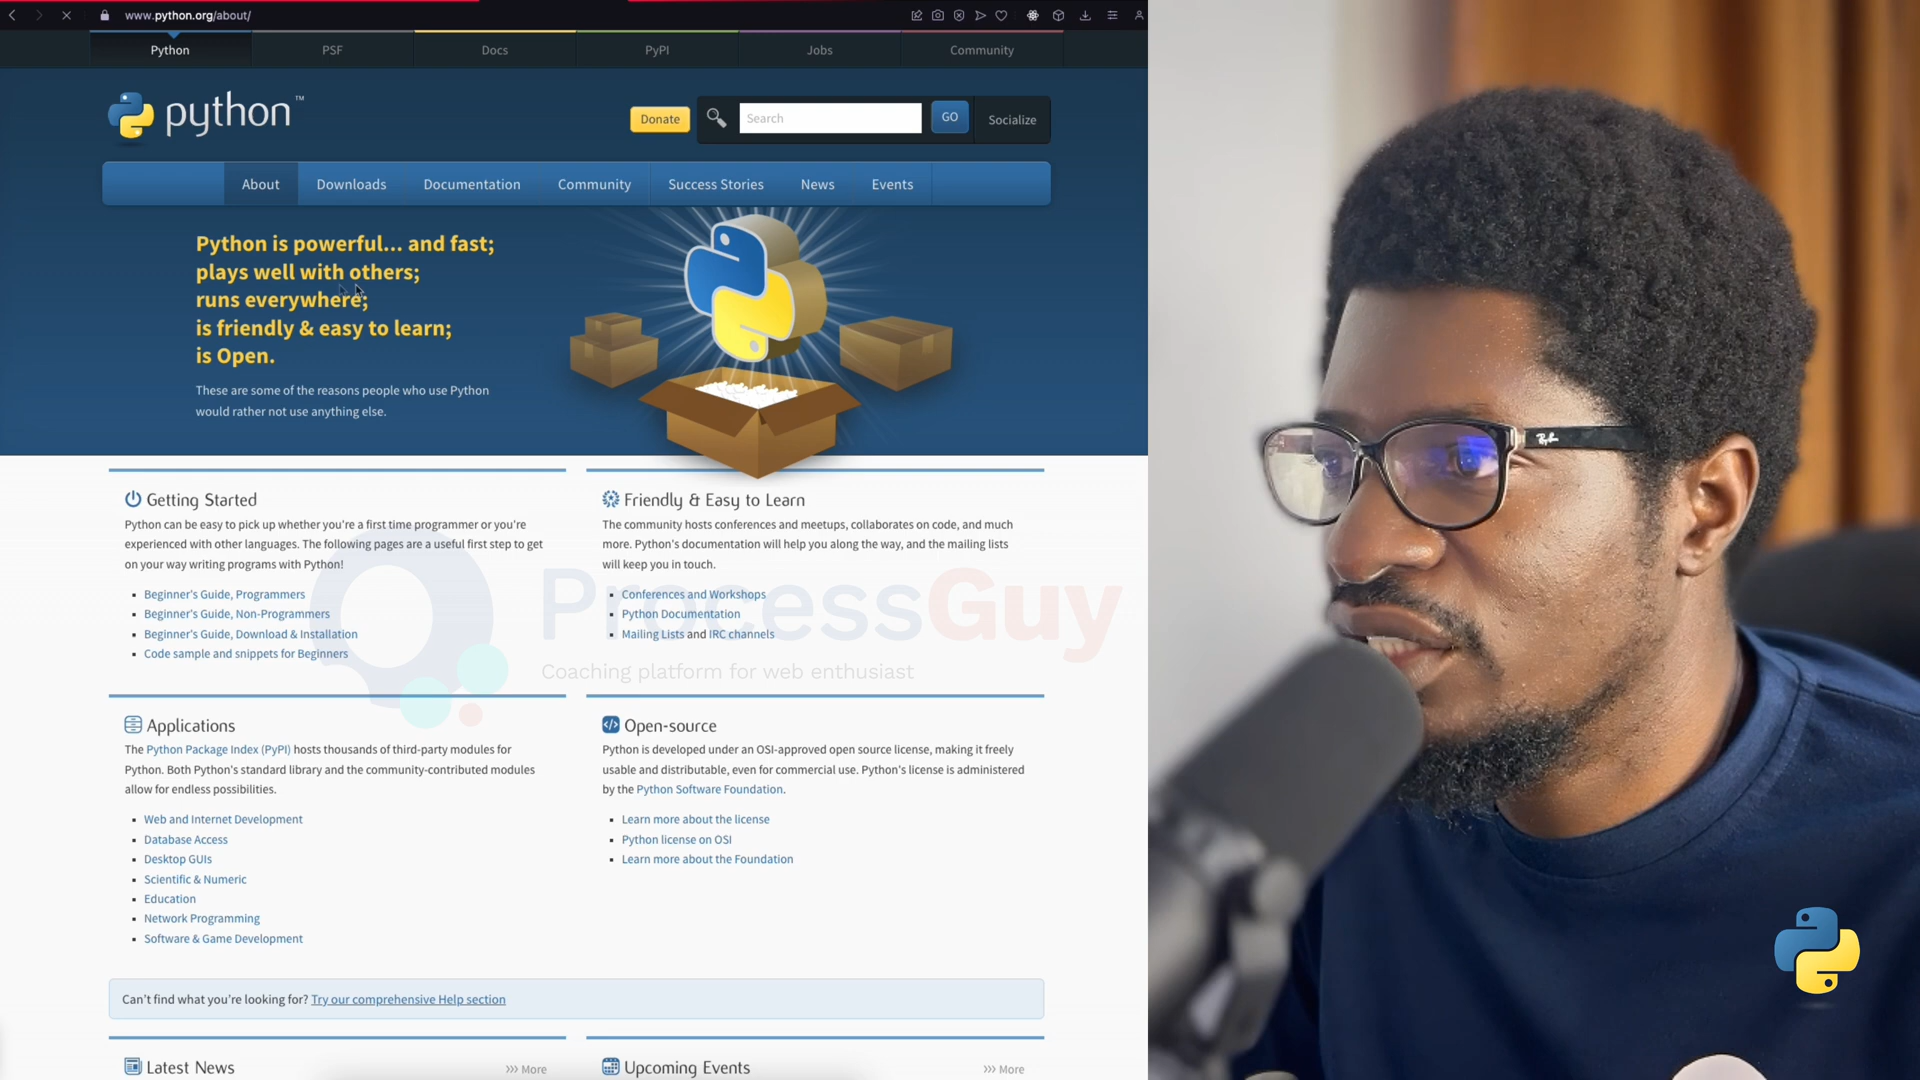 www.python.org/about/
Python
PSF
Docs
PyPI
Jobs
Community
python™
Donate
Search
GO
Socialize
About
Downloads
Documentation
Community
Success Stories
News
Events
Python is powerful... and fast;
plays well with others;
runs everywhere;
is friendly & easy to learn;
is Open.
These are some of the reasons people who use Python
would rather not use anything else.
Getting Started
Python can be easy to pick up whether you're a first time programmer or you're
experienced with other languages. The following pages are a useful first step to get
on your way writing programs with Python!
Beginner's Guide, Programmers
Beginner's Guide, Non-Programmers
Beginner's Guide, Download & Installation
Code sample and snippets for Beginners
Friendly & Easy to Learn
The community hosts conferences and meetups, collaborates on code, and much
more. Python's documentation will help you along the way, and the mailing lists
will keep you in touch.
Conferences and Workshops
Python Documentation
Mailing Lists and IRC channels
ProcessGuy
Coaching platform for web enthusiast
Applications
The Python Package Index (PyPI) hosts thousands of third-party modules for
Python. Both Python's standard library and the community-contributed modules
allow for endless possibilities.
Web and Internet Development
Database Access
Desktop GUIs
Scientific & Numeric
Education
Network Programming
Software & Game Development
Open-source
Python is developed under an OSI-approved open source license, making it freely
usable and distributable, even for commercial use. Python's license is administered
by the Python Software Foundation.
Learn more about the license
Python license on OSI
Learn more about the Foundation
Can't find what you're looking for? Try our comprehensive Help section
Latest News
>>> More
Upcoming Events
>>> More
Ray-Ban